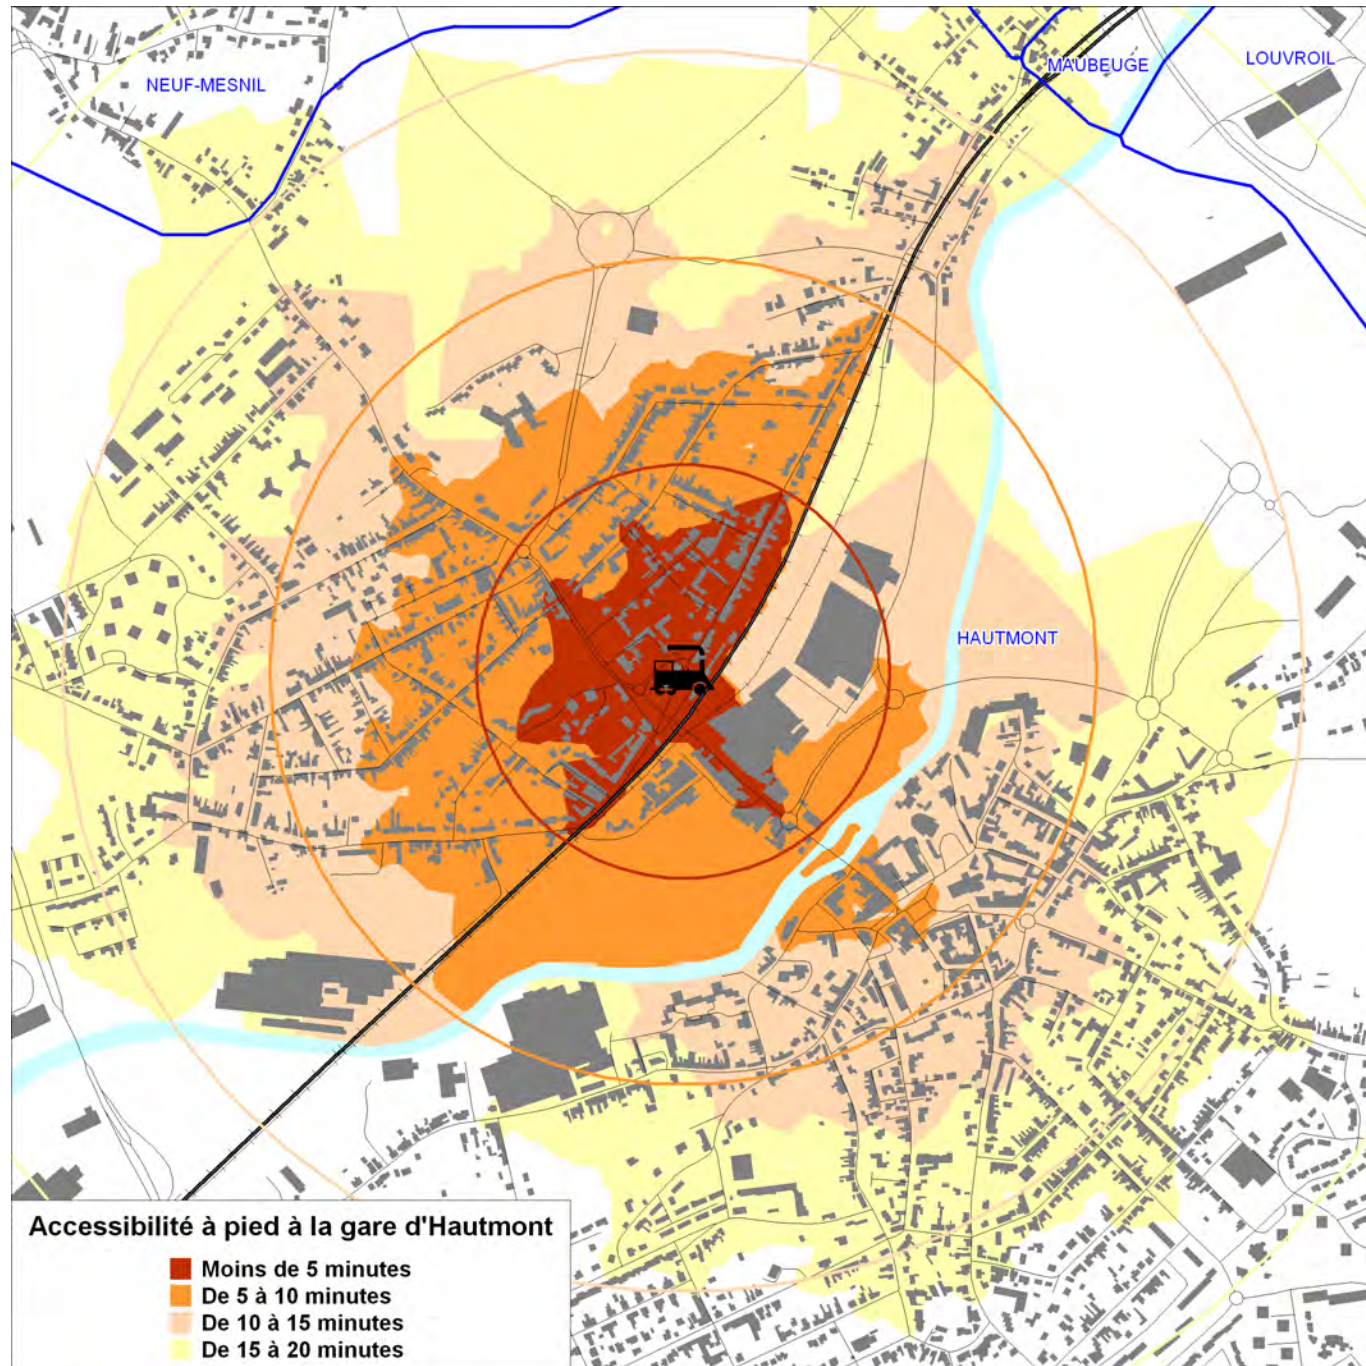 NEUF-MESNIL
MAUBEUGE
LOUVROIL
HAUTMONT
Accessibilité à pied à la gare d'Hautmont
Moins de 5 minutes
De 5 à 10 minutes
De 10 à 15 minutes
De 15 à 20 minutes